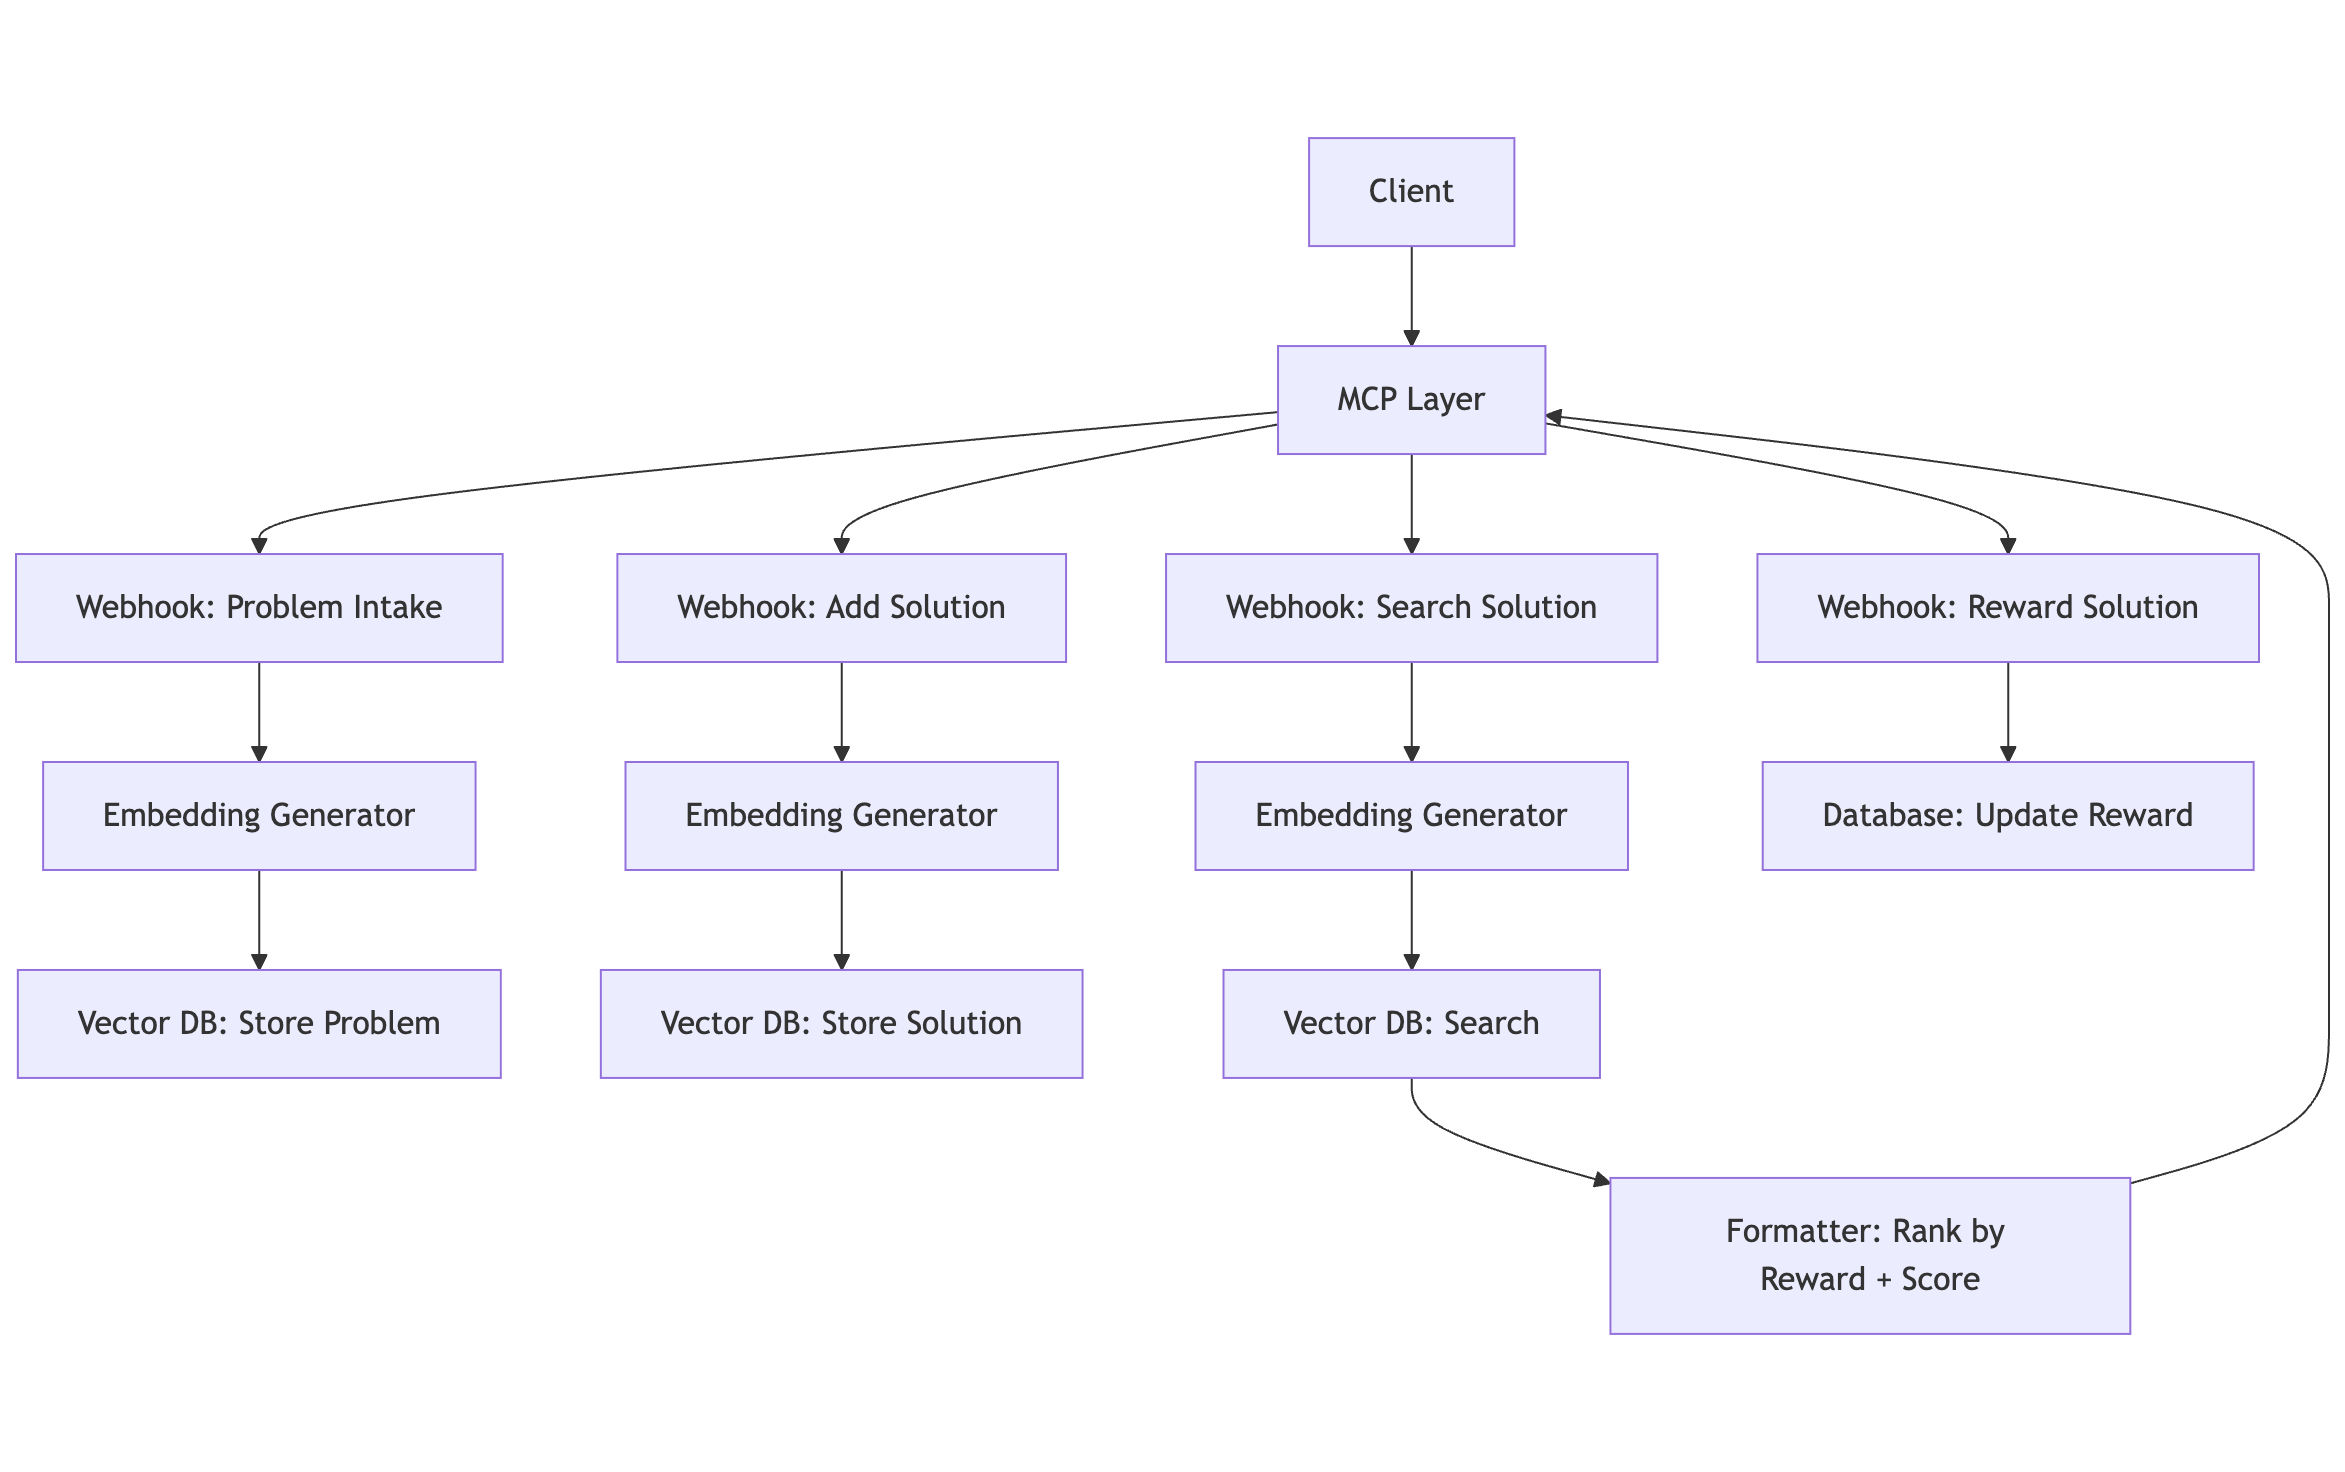 Client
MCP Layer
Webhook: Problem Intake
Webhook: Add Solution
Webhook: Search Solution
Webhook: Reward Solution
Embedding Generator
Embedding Generator
Embedding Generator
Database: Update Reward
Vector DB: Store Problem
Vector DB: Store Solution
Vector DB: Search
Formatter: Rank by
Reward + Score